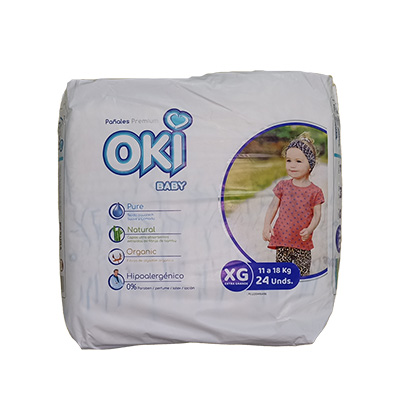 Pañales Premium
OKI
BABY
Pure
Natural
Organic
Hipoalergénico
0%
XG
EXTRA GRANDE
11 a 18 Kg
24 Unds.